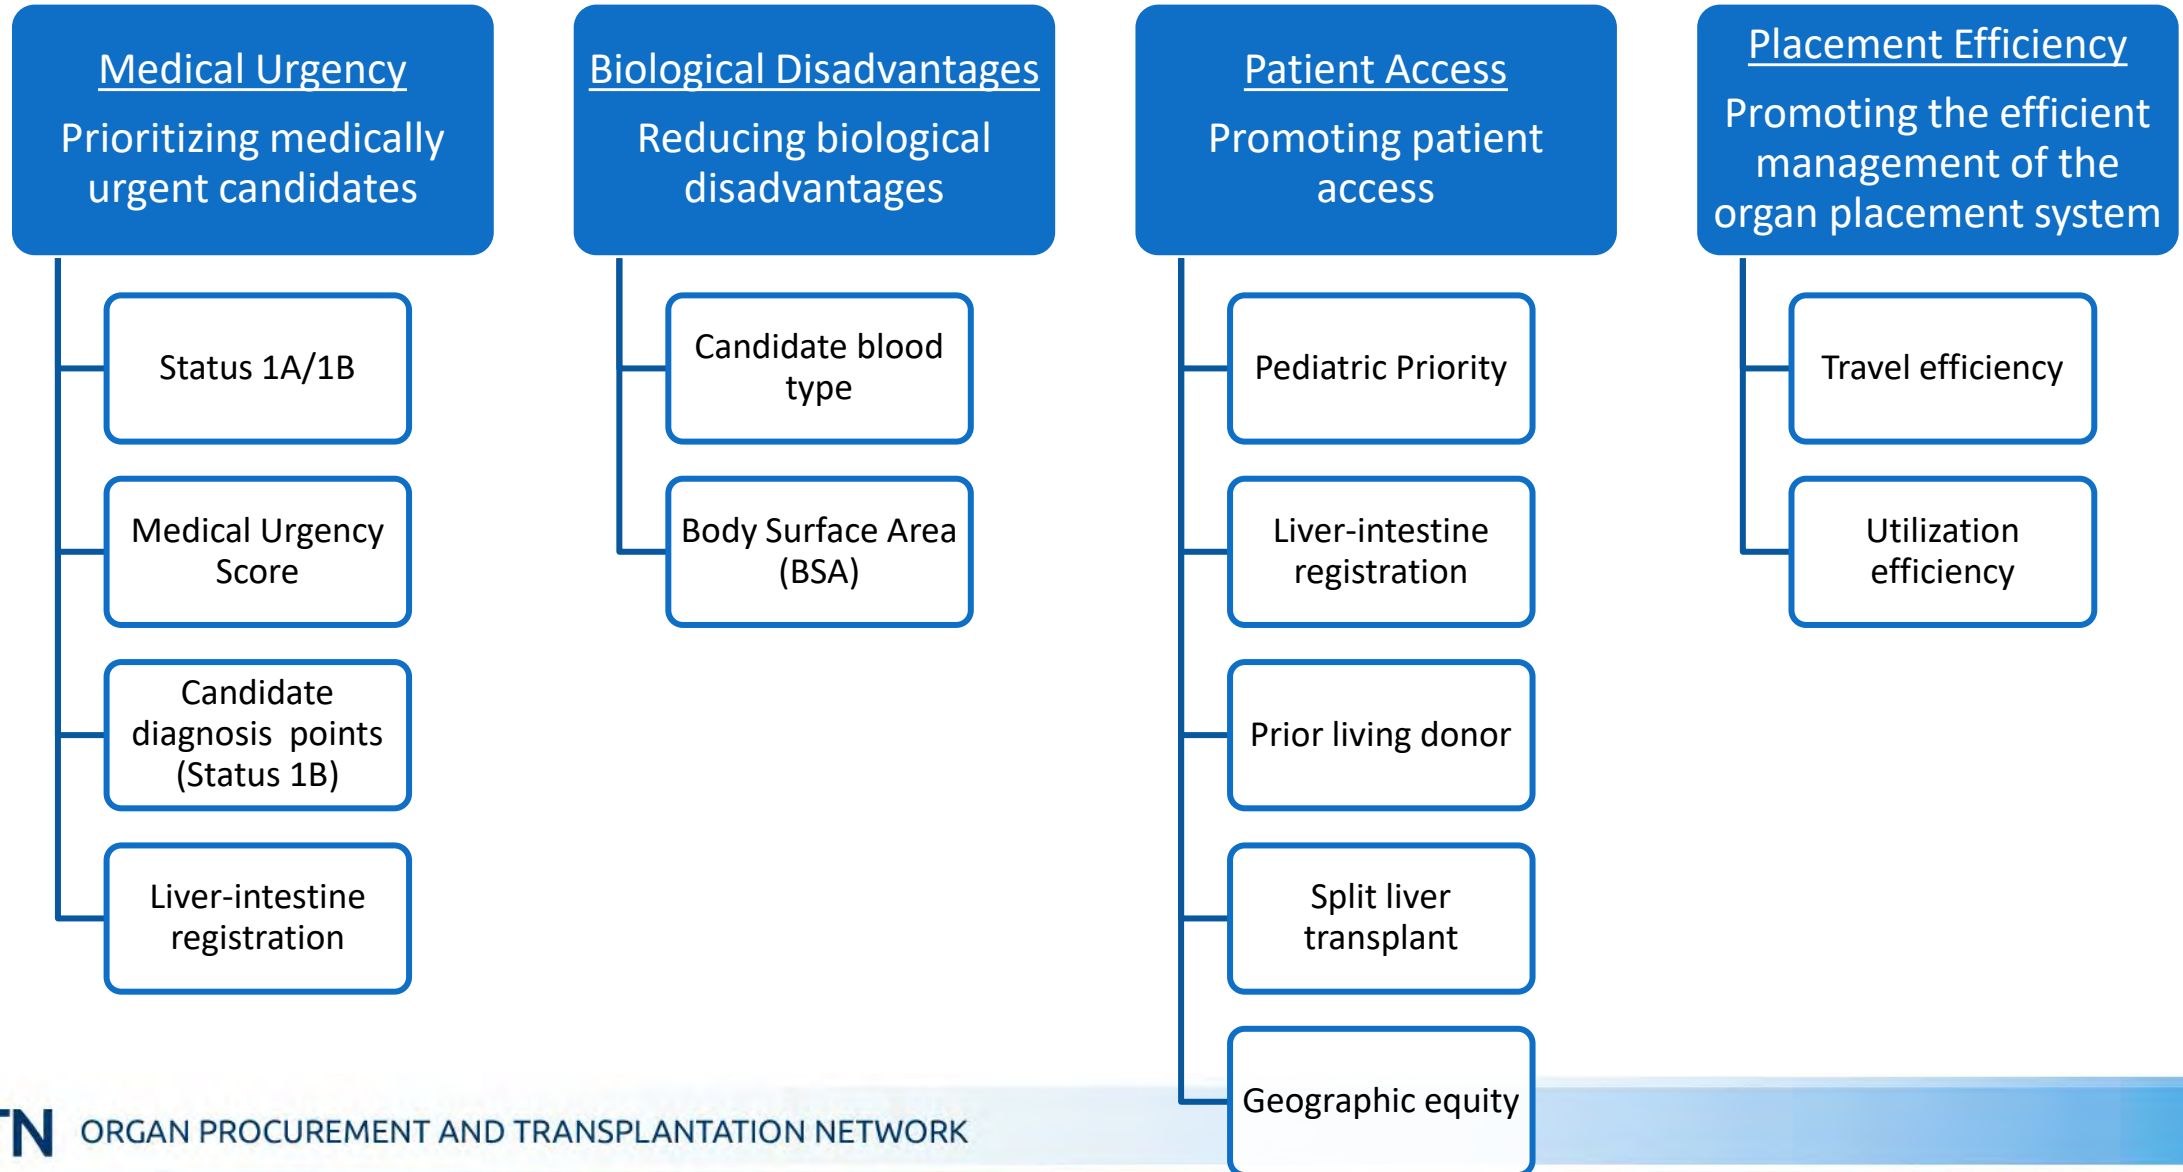 Medical Urgency
Prioritizing medically
urgent candidates
Status 1A/1B
Medical Urgency
Score
Candidate
diagnosis points
(Status 1B)
Liver-intestine
registration
Biological Disadvantages
Reducing biological
disadvantages
Candidate blood
type
Body Surface Area
(BSA)
Patient Access
Promoting patient
access
Pediatric Priority
Liver-intestine
registration
Prior living donor
Split liver
transplant
Geographic equity
Placement Efficiency
Promoting the efficient
management of the
organ placement system
Travel efficiency
Utilization
efficiency
TN ORGAN PROCUREMENT AND TRANSPLANTATION NETWORK